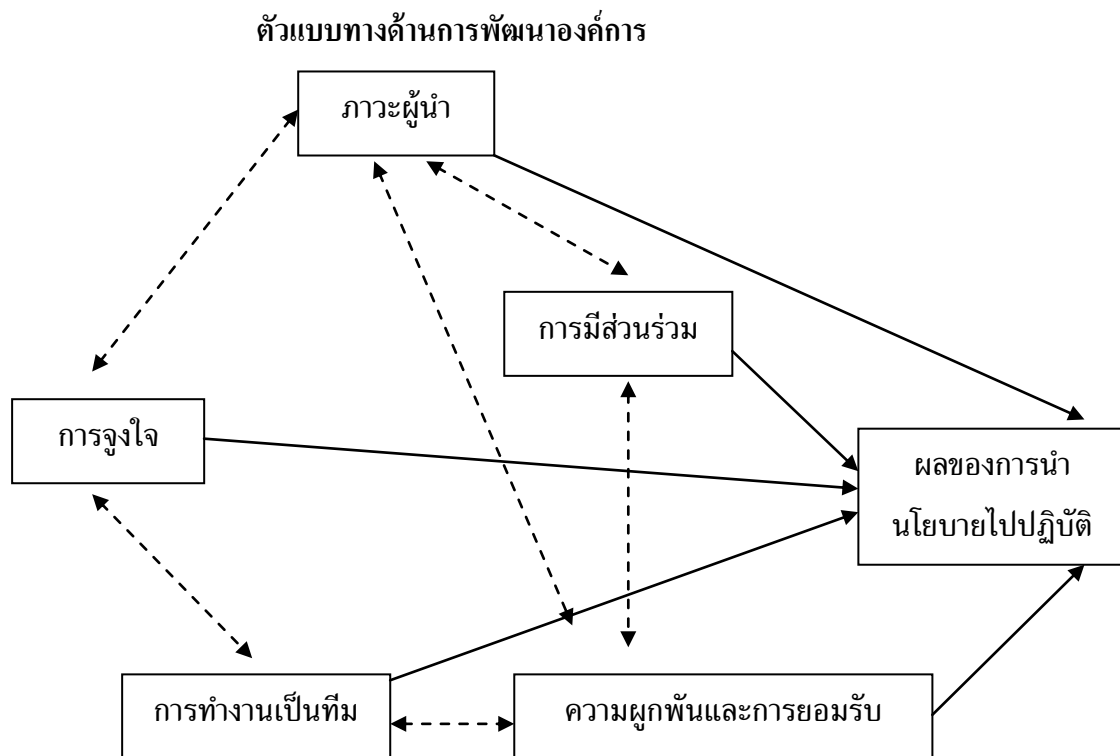 ตัวแบบทางด้านการพัฒนาองค์การ
ภาวะผู้นำ
การมีส่วนร่วม
การจูงใจ
ผลของการนำ
นโยบายไปปฏิบัติ
การทำงานเป็นทีม
ความผูกพันและการยอมรับ